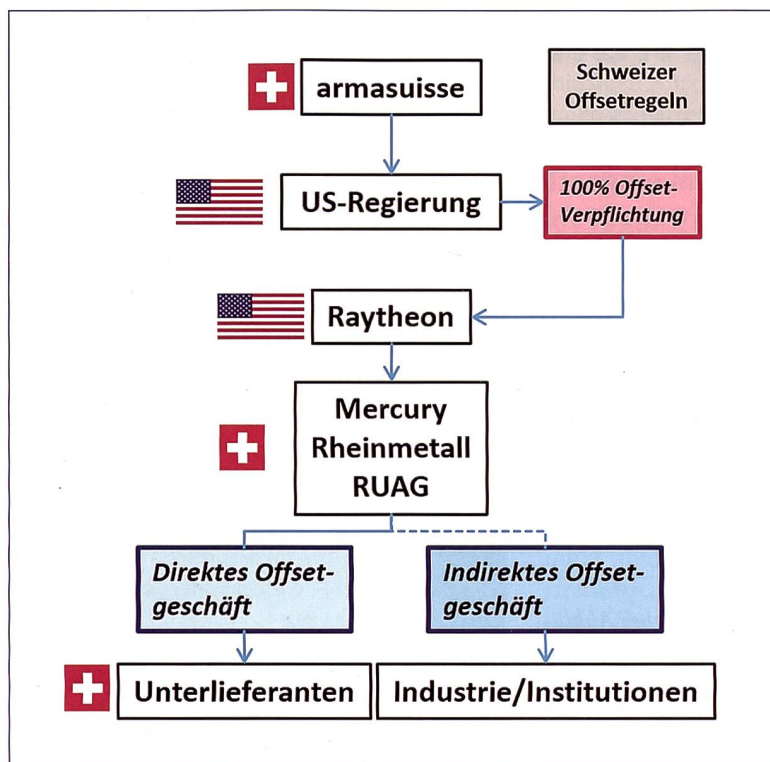 armasuisse
Schweizer
Offsetregeln
US-Regierung
100% Offset-
Verpflichtung
Raytheon
Mercury
Rheinmetall
RUAG
Direktes Offset-
geschäft
Indirektes Offset-
geschäft
Unterlieferanten
Industrie/Institutionen